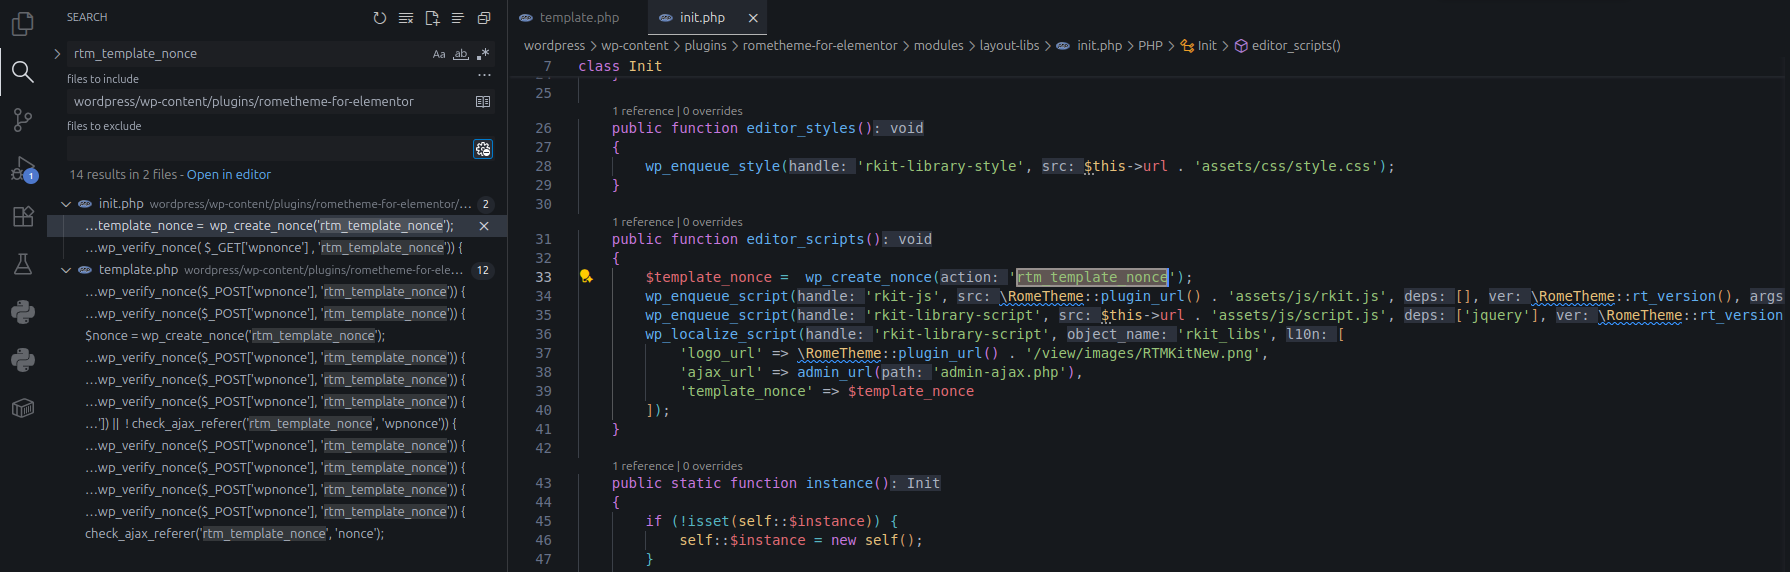 SEARCH
rtm_template_nonce
Aa ab
files to include
wordpress/wp-content/plugins/rometheme-for-elementor
files to exclude
14 results in 2 files - Open in editor
init.php wordpress/wp-content/plugins/rometheme-for-elementor/... 2
...template_nonce = wp_create_nonce('rtm_template_nonce');
...wp_verify_nonce( $_GET['wpnonce'] , 'rtm_template_nonce')) {
template.php wordpress/wp-content/plugins/rometheme-for-ele... 12
...wp_verify_nonce($_POST['wpnonce'], 'rtm_template_nonce')) {
...wp_verify_nonce($_POST['wpnonce'], 'rtm_template_nonce')) {
$nonce = wp_create_nonce('rtm_template_nonce');
...wp_verify_nonce($_POST['wpnonce'], 'rtm_template_nonce')) {
...wp_verify_nonce($_POST['wpnonce'], 'rtm_template_nonce')) {
...wp_verify_nonce($_POST['wpnonce'], 'rtm_template_nonce')) {
...']) || ! check_ajax_referer('rtm_template_nonce', 'wpnonce')) {
...wp_verify_nonce($_POST['wpnonce'], 'rtm_template_nonce')) {
...wp_verify_nonce($_POST['wpnonce'], 'rtm_template_nonce')) {
...wp_verify_nonce($_POST['wpnonce'], 'rtm_template_nonce')) {
...wp_verify_nonce($_POST['wpnonce'], 'rtm_template_nonce')) {
check_ajax_referer('rtm_template_nonce', 'nonce');
1
template.php init.php
wordpress > wp-content > plugins > rometheme-for-elementor > modules > layout-libs > init.php > PHP > Init > editor_scripts()
7 class Init
25
1 reference | 0 overrides
26 public function editor_styles(): void
27 {
28 wp_enqueue_style(handle: 'rkit-library-style', src: $this->url . 'assets/css/style.css');
29 }
30
1 reference | 0 overrides
31 public function editor_scripts(): void
32 {
33 $template_nonce = wp_create_nonce(action: 'rtm_template_nonce');
34 wp_enqueue_script(handle: 'rkit-js', src: \RomeTheme::plugin_url() . 'assets/js/rkit.js', deps: [], ver: \RomeTheme::rt_version(), args
35 wp_enqueue_script(handle: 'rkit-library-script', src: $this->url . 'assets/js/script.js', deps: ['jquery'], ver: \RomeTheme::rt_version
36 wp_localize_script(handle: 'rkit-library-script', object_name: 'rkit_libs', l10n: [
37 'logo_url' => \RomeTheme::plugin_url() . '/view/images/RTMKitNew.png',
38 'ajax_url' => admin_url(path: 'admin-ajax.php'),
39 'template_nonce' => $template_nonce
40 ]);
41 }
42
1 reference | 0 overrides
43 public static function instance(): Init
44 {
45 if (!isset(self::$instance)) {
46 self::$instance = new self();
47 }